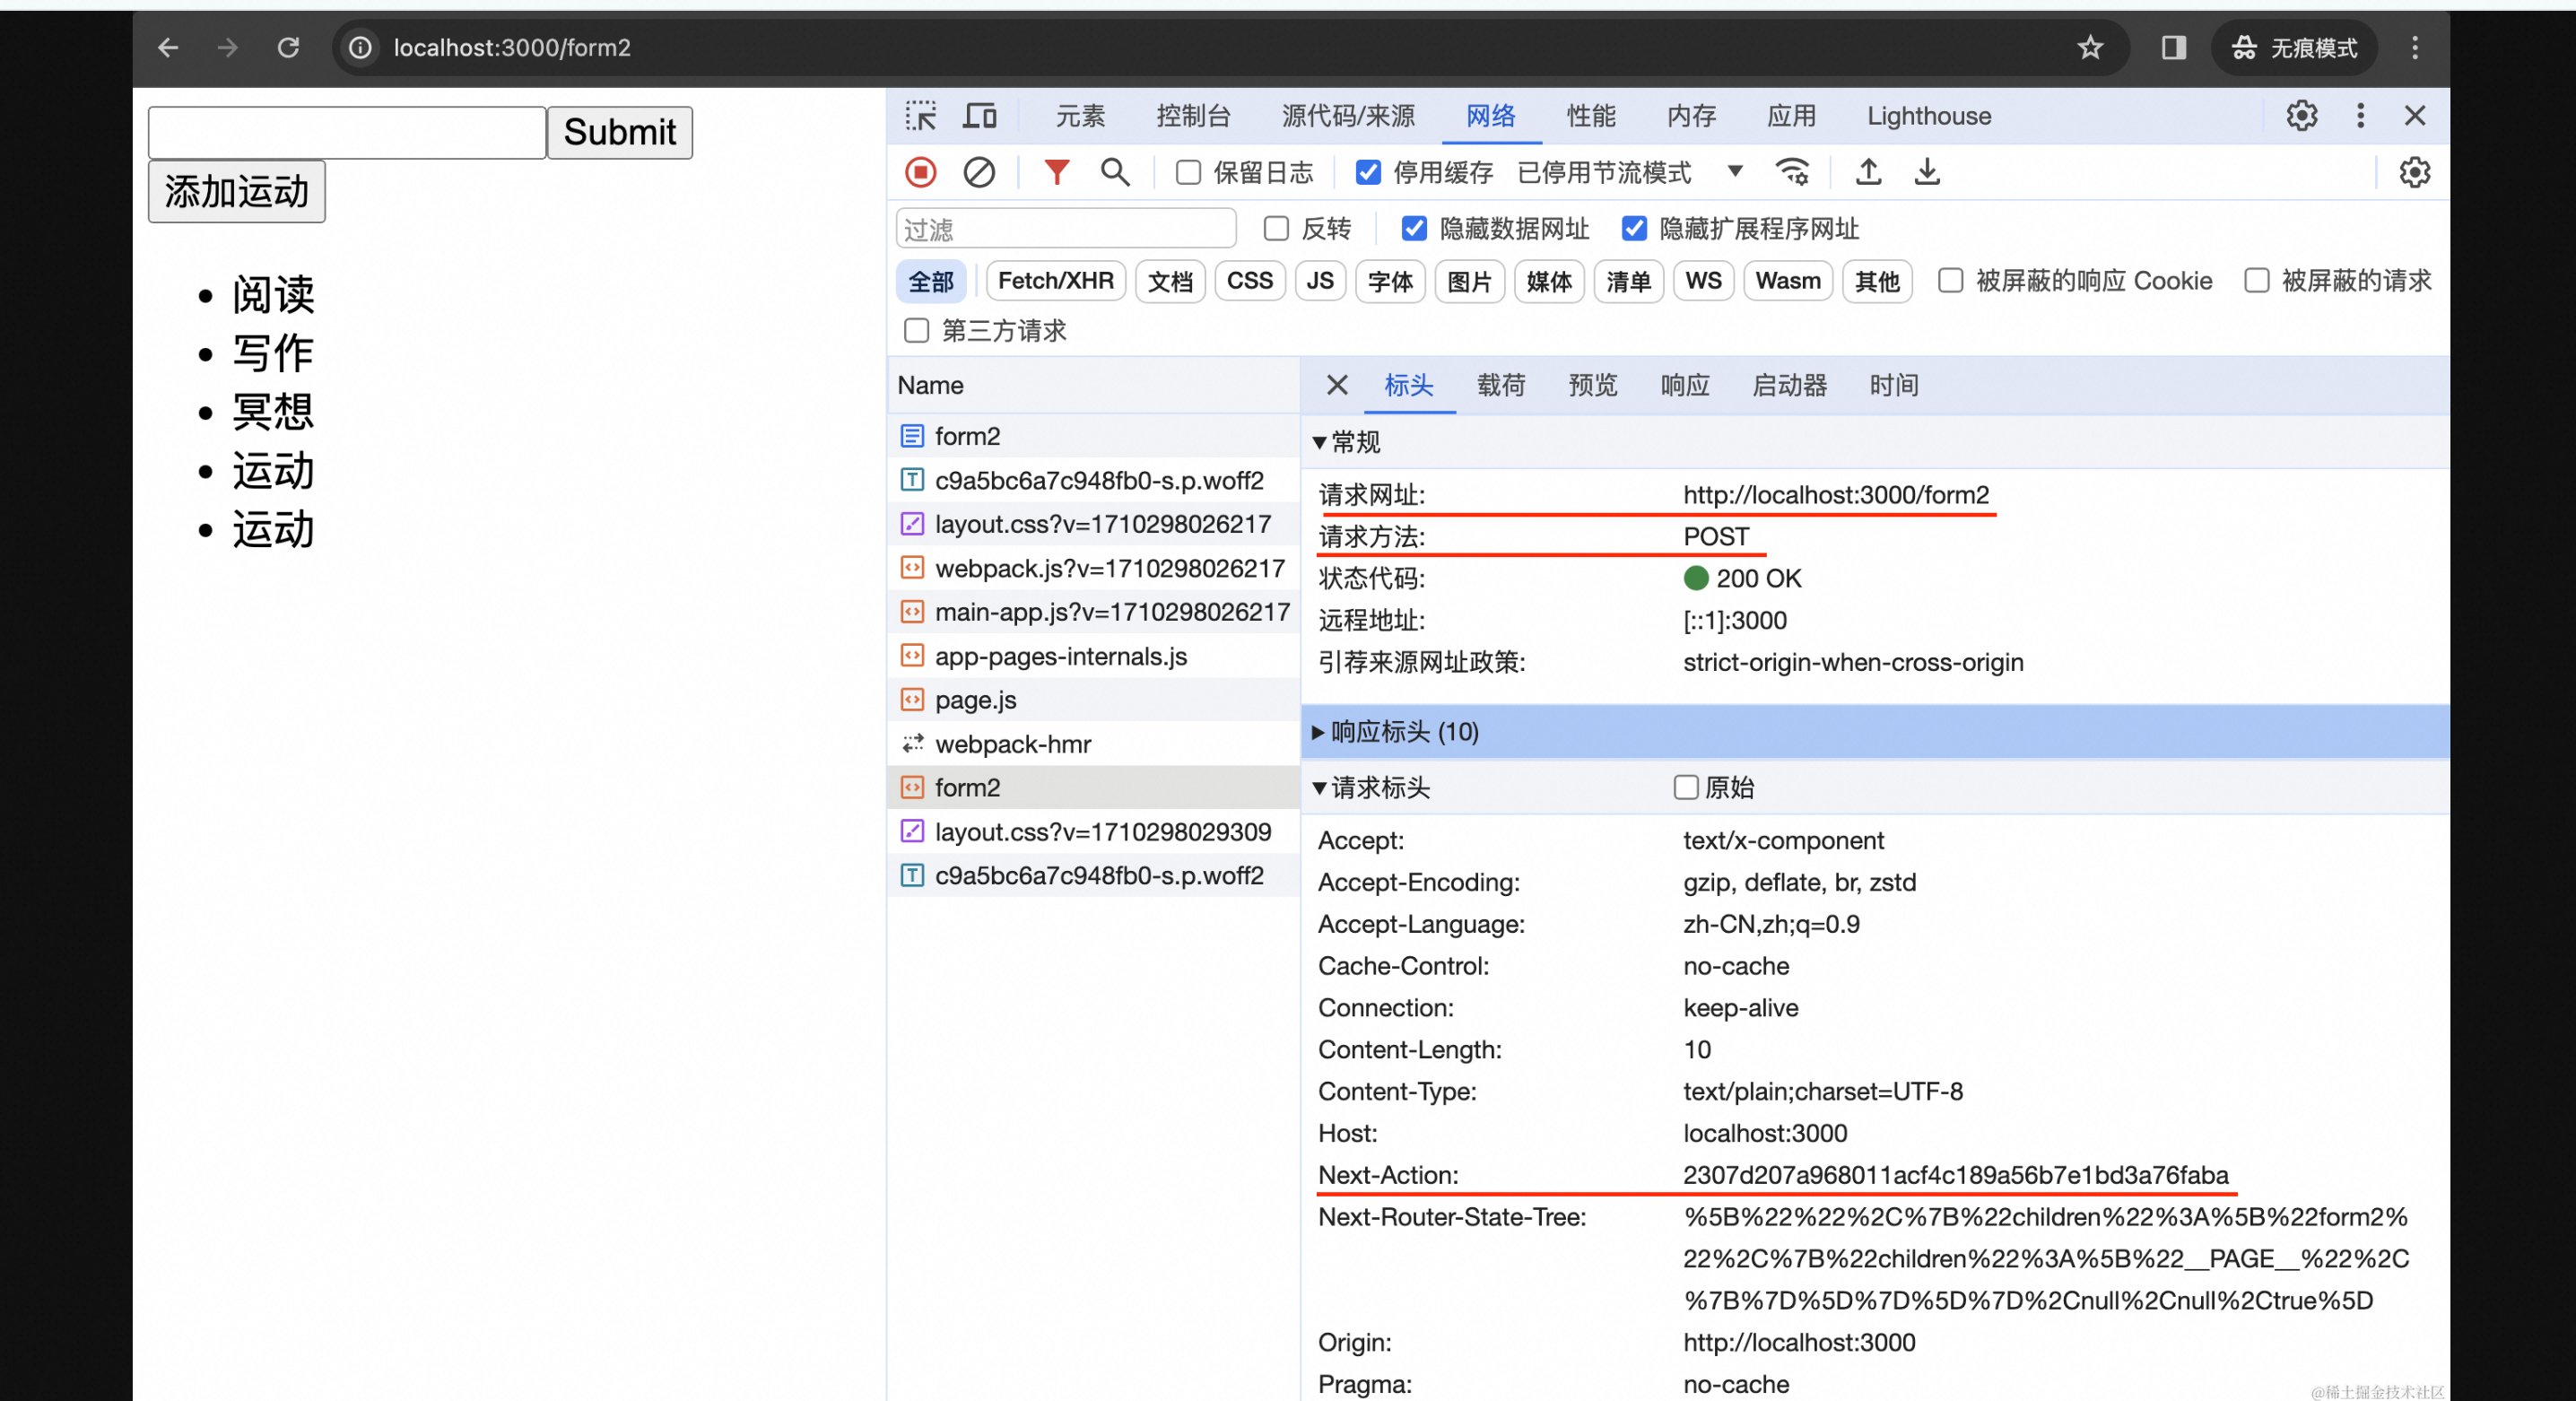 localhost:3000/form2
无痕模式
Submit
添加运动
阅读
写作
冥想
运动
运动
元素 控制台 源代码/来源 网络 性能 内存 应用 Lighthouse
保留日志 停用缓存 已停用节流模式
过滤 反转 隐藏数据网址 隐藏扩展程序网址
全部 Fetch/XHR 文档 CSS JS 字体 图片 媒体 清单 WS Wasm 其他 被屏蔽的响应 Cookie 被屏蔽的请求
第三方请求
Name
form2
c9a5bc6a7c948fb0-s.p.woff2
layout.css?v=1710298026217
webpack.js?v=1710298026217
main-app.js?v=1710298026217
app-pages-internals.js
page.js
webpack-hmr
form2
layout.css?v=1710298029309
c9a5bc6a7c948fb0-s.p.woff2
标头 载荷 预览 响应 启动器 时间
常规
请求网址: http://localhost:3000/form2
请求方法: POST
状态代码: 200 OK
远程地址: [::1]:3000
引荐来源网址政策: strict-origin-when-cross-origin
响应标头 (10)
请求标头 原始
Accept: text/x-component
Accept-Encoding: gzip, deflate, br, zstd
Accept-Language: zh-CN,zh;q=0.9
Cache-Control: no-cache
Connection: keep-alive
Content-Length: 10
Content-Type: text/plain;charset=UTF-8
Host: localhost:3000
Next-Action: 2307d207a968011acf4c189a56b7e1bd3a76faba
Next-Router-State-Tree: %5B%22%22%2C%7B%22children%22%3A%5B%22form2%
22%2C%7B%22children%22%3A%5B%22__PAGE__%22%2C
%7B%7D%5D%7D%5D%7D%2Cnull%2Cnull%2Ctrue%5D
Origin: http://localhost:3000
Pragma: no-cache
@稀土掘金技术社区